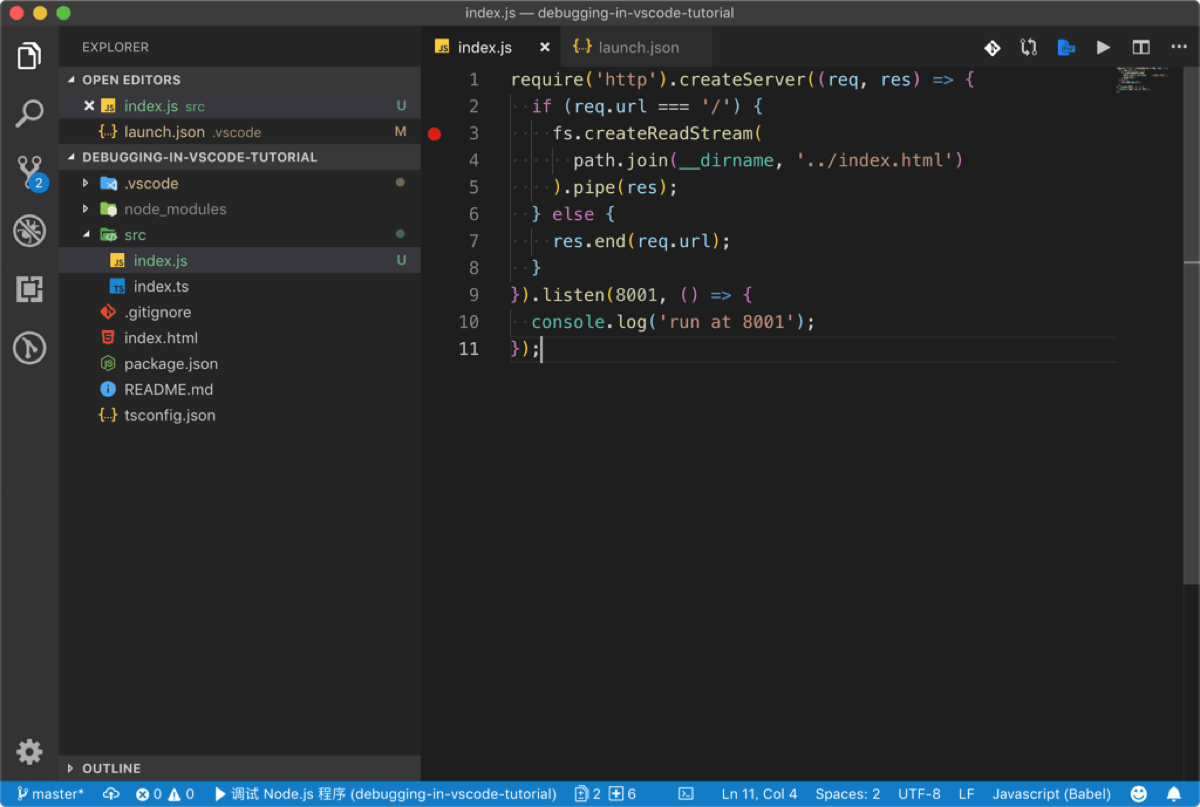 index.js — debugging-in-vscode-tutorial
EXPLORER
OPEN EDITORS
JS index.js src U
{..} launch.json .vscode M
DEBUGGING-IN-VSCODE-TUTORIAL
.vscode
node_modules
src
JS index.js U
TS index.ts
.gitignore
index.html
package.json
README.md
{..} tsconfig.json
OUTLINE
2
JS index.js
{..} launch.json
1 require('http').createServer((req, res) => {
2 if (req.url === '/') {
3 fs.createReadStream(
4 path.join(__dirname, '../index.html')
5 ).pipe(res);
6 } else {
7 res.end(req.url);
8 }
9 }).listen(8001, () => {
10 console.log('run at 8001');
11 });
master* 0 0 调试 Node.js 程序 (debugging-in-vscode-tutorial) 2 6 Ln 11, Col 4 Spaces: 2 UTF-8 LF Javascript (Babel)